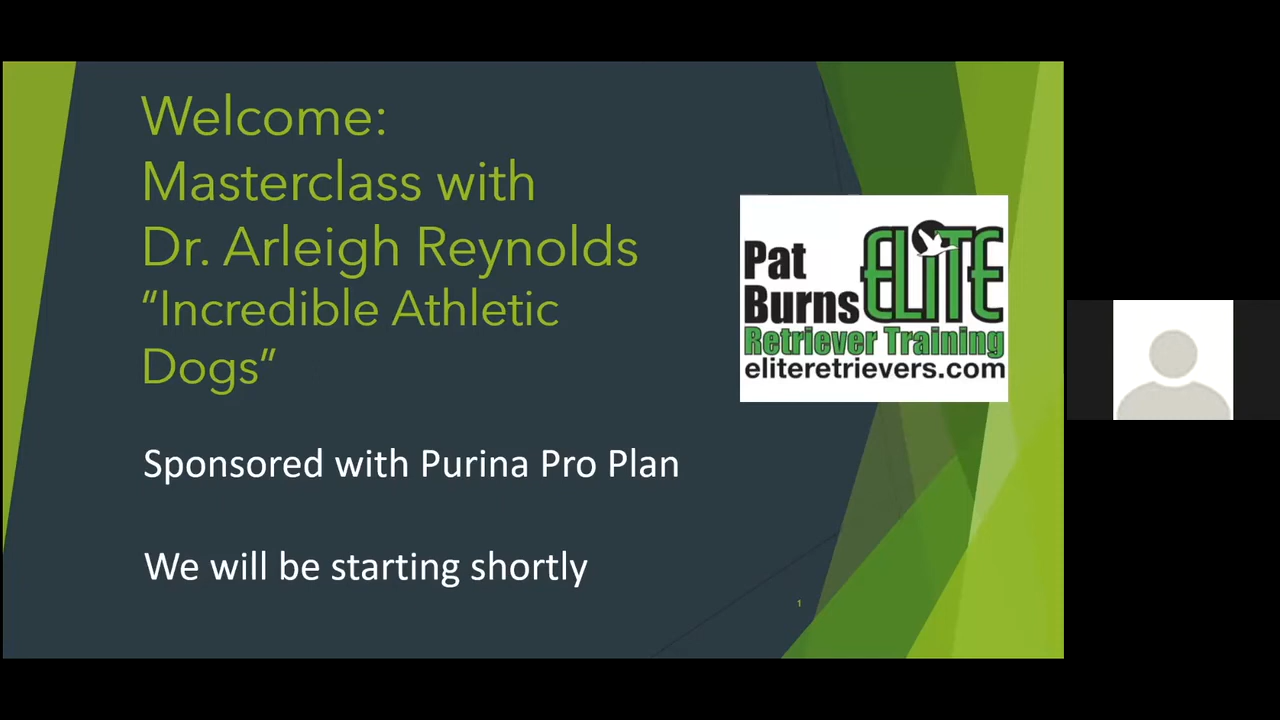 Welcome:
Masterclass with
Dr. Arleigh Reynolds
“Incredible Athletic
Dogs”
Sponsored with Purina Pro Plan
We will be starting shortly
Pat
Burns ELITE
Retriever Training
eliteretrievers.com
1